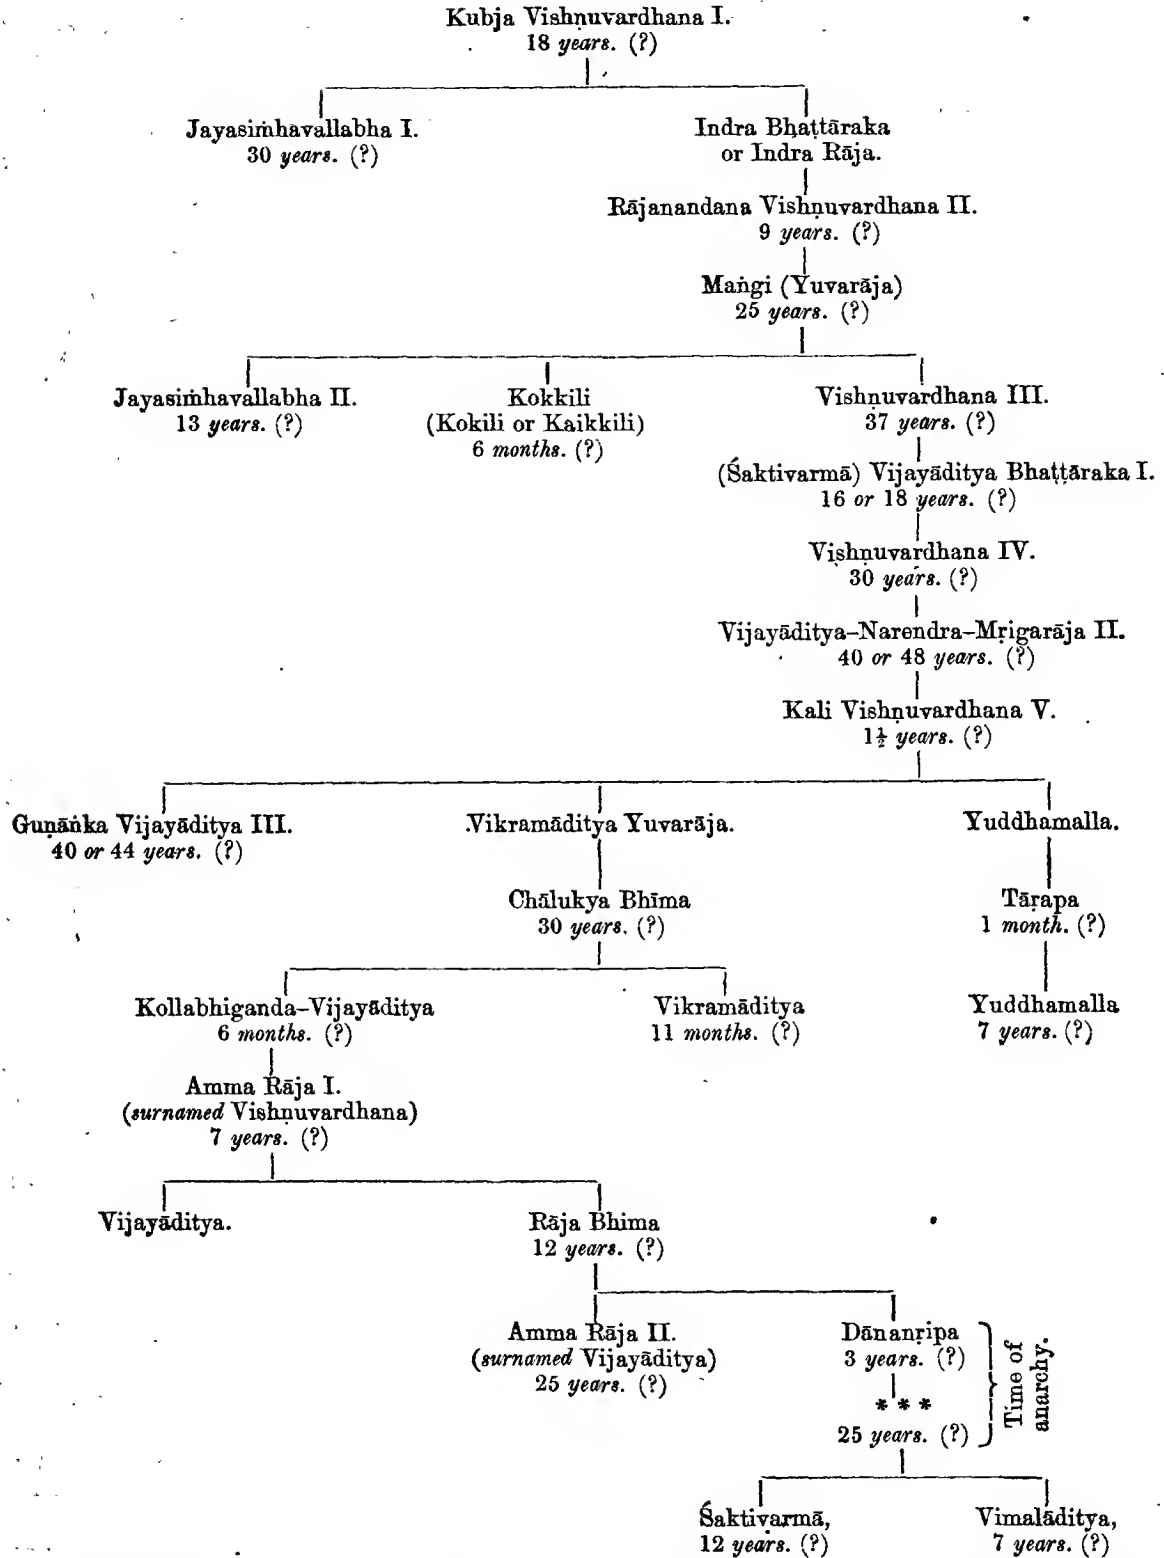 Kubja Vishṇuvardhana I.
18 years. (?)
Jayasiṁhavallabha I.
30 years. (?)
Indra Bhaṭṭāraka
or Indra Rāja.
Rājanandana Vishṇuvardhana II.
9 years. (?)
Maṅgi (Yuvarāja)
25 years. (?)
Jayasiṁhavallabha II.
13 years. (?)
Kokkili
(Kokili or Kaikkili)
6 months. (?)
Vishṇuvardhana III.
37 years. (?)
(Śaktivarmā) Vijayāditya Bhaṭṭāraka I.
16 or 18 years. (?)
Vishṇuvardhana IV.
30 years. (?)
Vijayāditya–Narendra–Mṛigarāja II.
40 or 48 years. (?)
Kali Vishṇuvardhana V.
1½ years. (?)
Guṇāṅka Vijayāditya III.
40 or 44 years. (?)
Vikramāditya Yuvarāja.
Yuddhamalla.
Chālukya Bhīma
30 years. (?)
Tāṛapa
1 month. (?)
Kollabhiganda–Vijayāditya
6 months. (?)
Vikramāditya
11 months. (?)
Yuddhamalla
7 years. (?)
Amma Rāja I.
(surnamed Vishṇuvardhana)
7 years. (?)
Vijayāditya.
Rāja Bhima
12 years. (?)
Amma Rāja II.
(surnamed Vijayāditya)
25 years. (?)
Dānanṛipa
3 years. (?)
* * *
25 years. (?)
Time of
anarchy.
Śaktivarmā,
12 years. (?)
Vimalāditya,
7 years. (?)